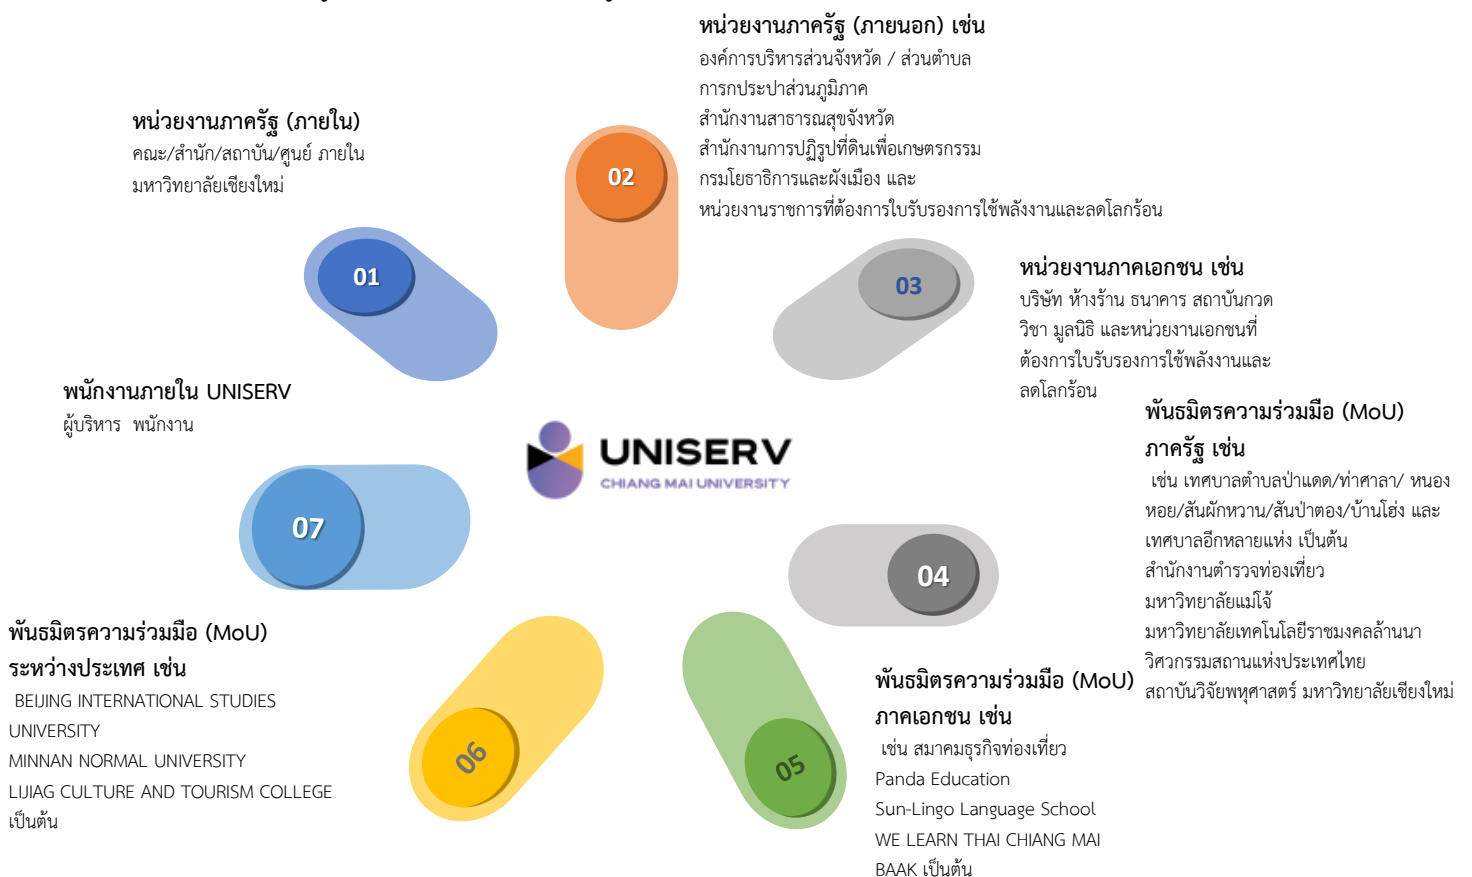 หน่วยงานภาครัฐ (ภายนอก) เช่น
องค์การบริหารส่วนจังหวัด / ส่วนตำบล
การกประปาส่วนภูมิภาค
สำนักงานสาธารณสุขจังหวัด
สำนักงานการปฏิรูปที่ดินเพื่อเกษตรกรรม
กรมโยธาธิการและผังเมือง และ
หน่วยงานราชการที่ต้องการใบรับรองการใช้พลังงานและลดโลกร้อน
หน่วยงานภาครัฐ (ภายใน)
คณะ/สำนัก/สถาบัน/ศูนย์ ภายใน
มหาวิทยาลัยเชียงใหม่
02
01
03
หน่วยงานภาคเอกชน เช่น
บริษัท ห้างร้าน ธนาคาร สถาบันกวด
วิชา มูลนิธิ และหน่วยงานเอกชนที่
ต้องการใบรับรองการใช้พลังงานและ
ลดโลกร้อน
พนักงานภายใน UNISERV
ผู้บริหาร พนักงาน
UNISERV
CHIANG MAI UNIVERSITY
พันธมิตรความร่วมมือ (MoU)
ภาครัฐ เช่น
เช่น เทศบาลตำบลป่าแดด/ท่าศาลา/ หนอง
หอย/สันผักหวาน/สันป่าตอง/บ้านโฮ่ง และ
เทศบาลอีกหลายแห่ง เป็นต้น
สำนักงานตำรวจท่องเที่ยว
มหาวิทยาลัยแม่โจ้
มหาวิทยาลัยเทคโนโลยีราชมงคลล้านนา
วิศวกรรมสถานแห่งประเทศไทย
สถาบันวิจัยพหุศาสตร์ มหาวิทยาลัยเชียงใหม่
07
04
พันธมิตรความร่วมมือ (MoU)
ระหว่างประเทศ เช่น
BEIJING INTERNATIONAL STUDIES
UNIVERSITY
MINNAN NORMAL UNIVERSITY
LIJIAG CULTURE AND TOURISM COLLEGE
เป็นต้น
06
05
พันธมิตรความร่วมมือ (MoU)
ภาคเอกชน เช่น
เช่น สมาคมธุรกิจท่องเที่ยว
Panda Education
Sun-Lingo Language School
WE LEARN THAI CHIANG MAI
BAAK เป็นต้น